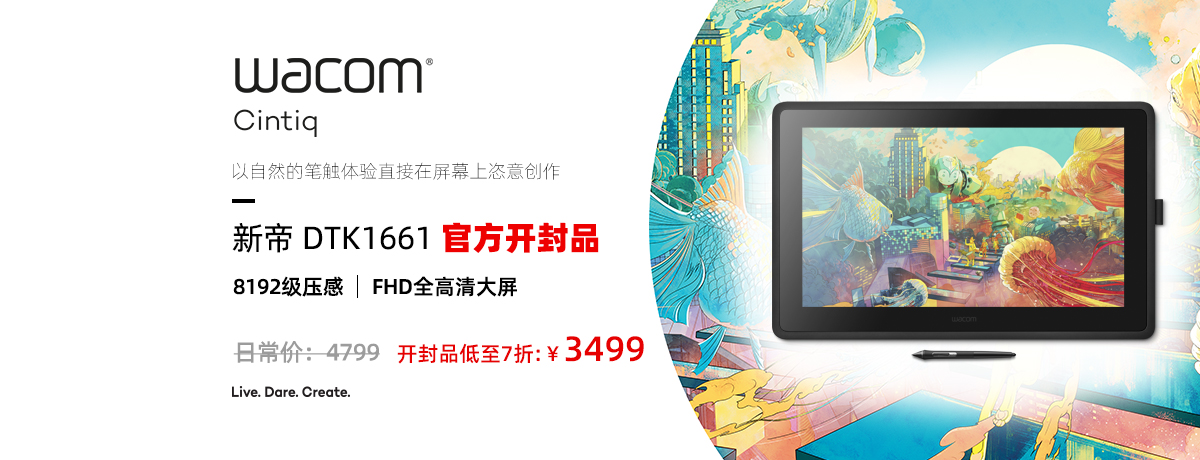 wacom®
Cintiq
以自然的笔触体验直接在屏幕上恣意创作
新帝 DTK1661 官方开封品
8192级压感 | FHD全高清大屏
日常价：4799 开封品低至7折: ¥ 3499
Live. Dare. Create.
wacom